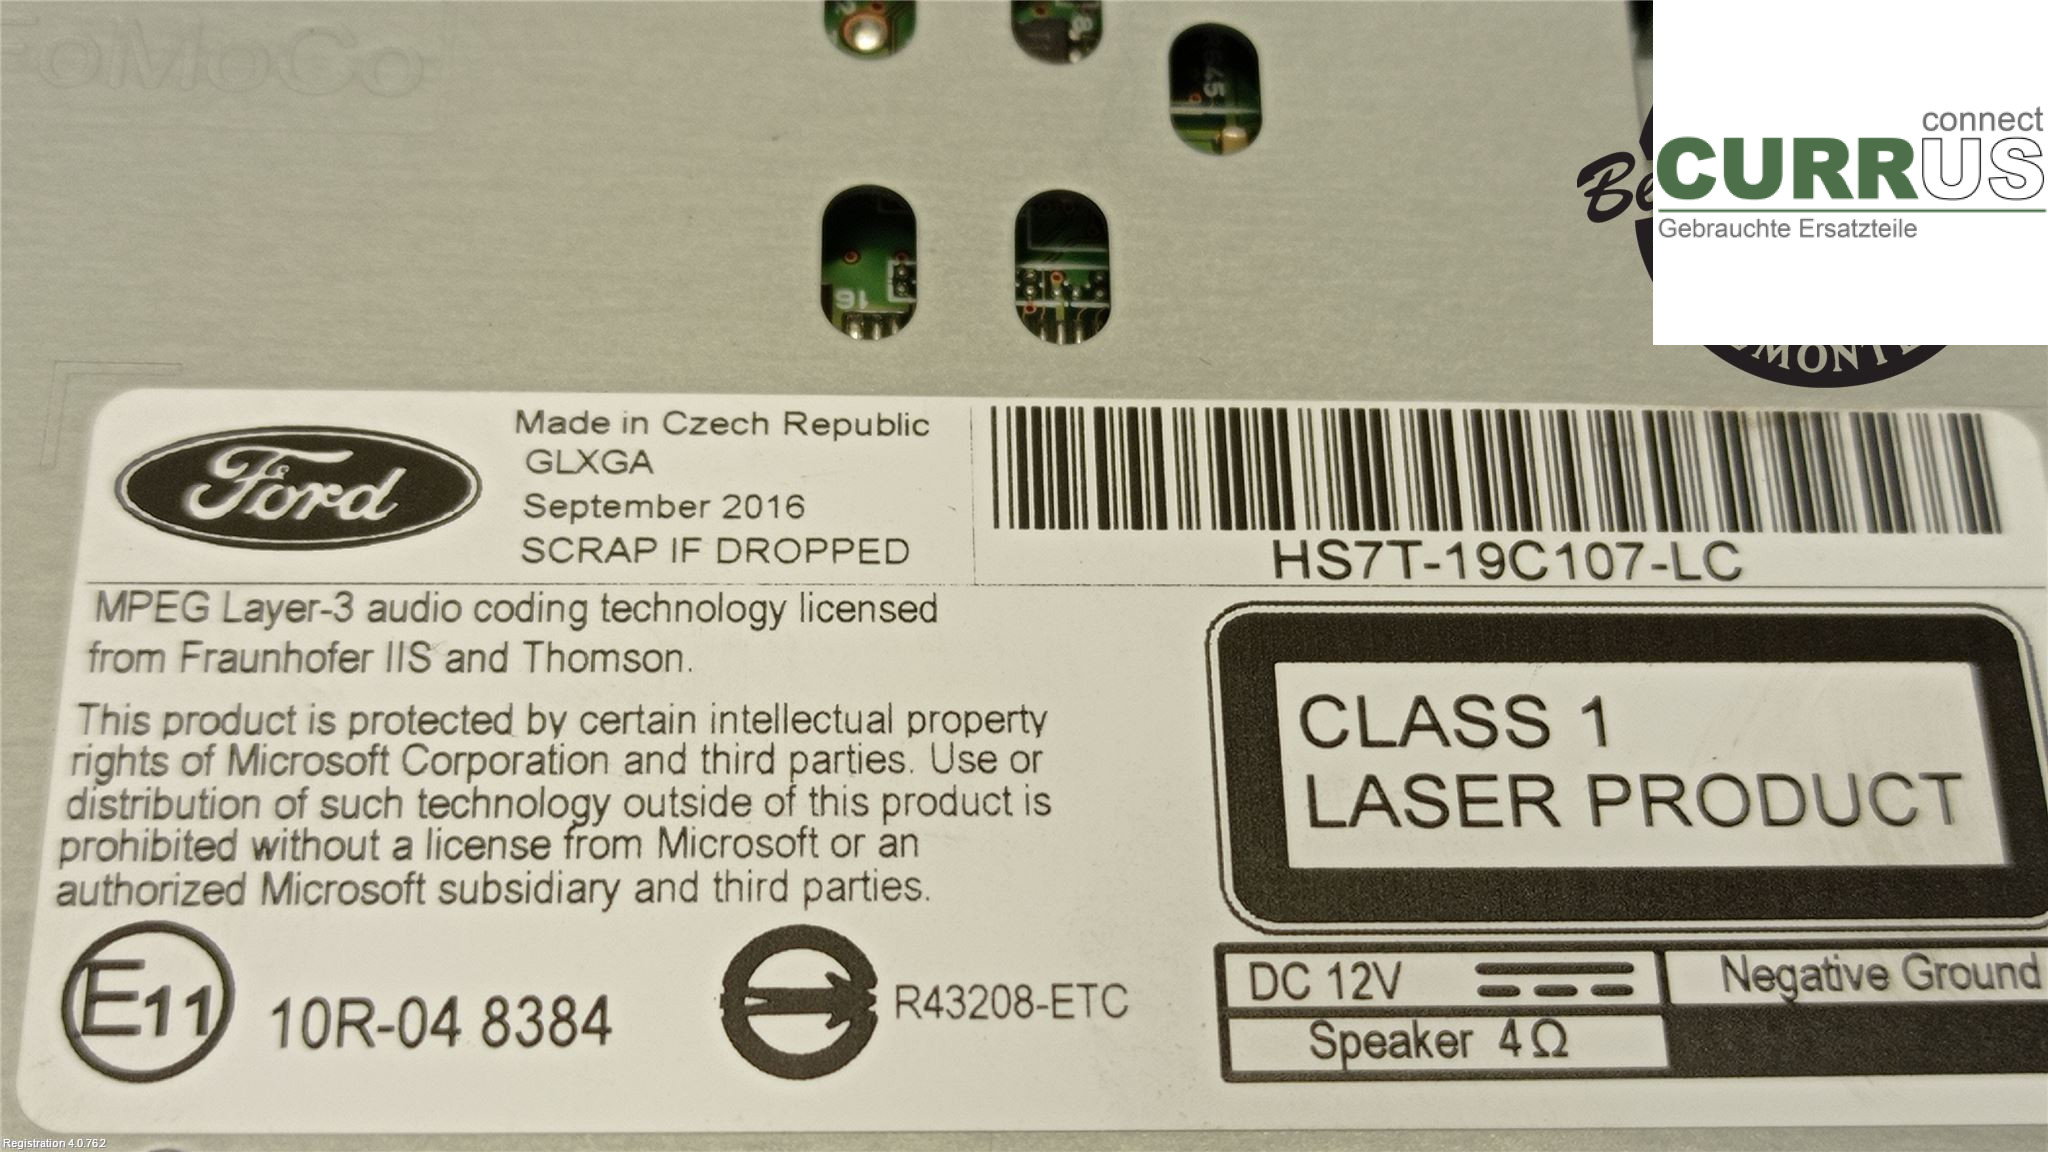 FoMoCo
connect
CURRUS
Gebrauchte Ersatzteile
Ford
Made in Czech Republic
GLXGA
September 2016
SCRAP IF DROPPED
HS7T-19C107-LC
MPEG Layer-3 audio coding technology licensed
from Fraunhofer IIS and Thomson.
This product is protected by certain intellectual property
rights of Microsoft Corporation and third parties. Use or
distribution of such technology outside of this product is
prohibited without a license from Microsoft or an
authorized Microsoft subsidiary and third parties.
CLASS 1
LASER PRODUCT
E11
10R-04 8384
R43208-ETC
DC 12V
Negative Ground
Speaker 4Ω
Registration 4.0.76.2